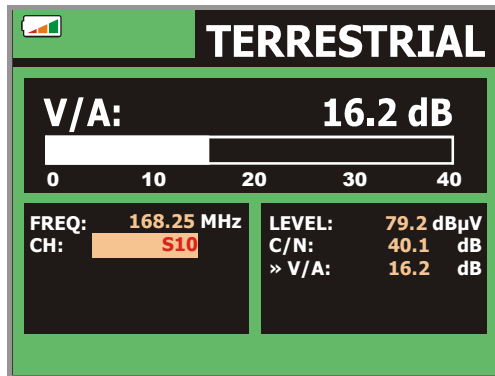 TERRESTRIAL
V/A: 16.2 dB
0 10 20 30 40
FREQ: 168.25 MHz
CH: S10
LEVEL: 79.2 dBµV
C/N: 40.1 dB
» V/A: 16.2 dB